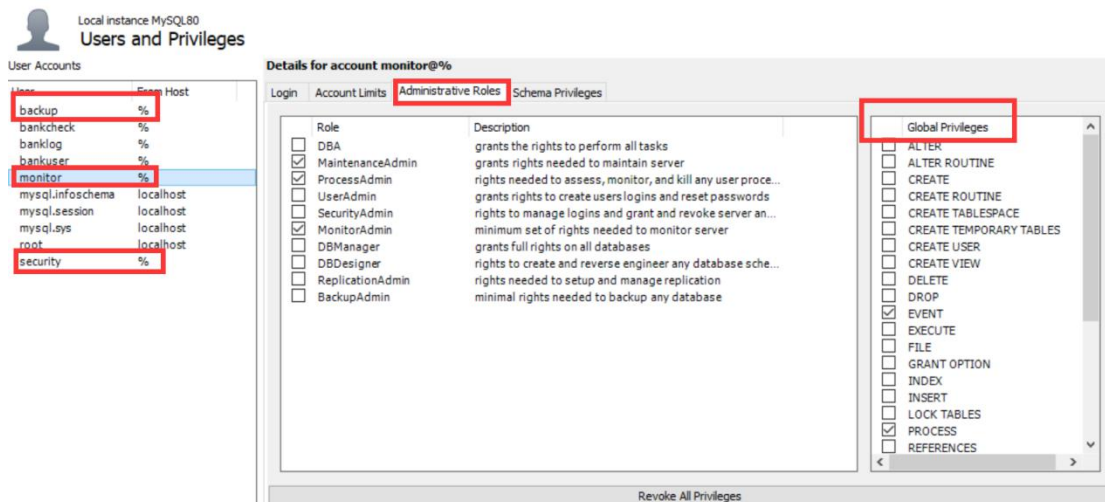 Local instance MySQL80
Users and Privileges
User Accounts
Details for account monitor@%
User From Host
backup %
bankcheck %
banklog %
bankuser %
monitor %
mysql.infoschema localhost
mysql.session localhost
mysql.sys localhost
root localhost
security %
Login Account Limits Administrative Roles Schema Privileges
Role Description
DBA grants the rights to perform all tasks
MaintenanceAdmin grants rights needed to maintain server
ProcessAdmin rights needed to assess, monitor, and kill any user proce...
UserAdmin grants rights to create users logins and reset passwords
SecurityAdmin rights to manage logins and grant and revoke server an...
MonitorAdmin minimum set of rights needed to monitor server
DBManager grants full rights on all databases
DBDesigner rights to create and reverse engineer any database sche...
ReplicationAdmin rights needed to setup and manage replication
BackupAdmin minimal rights needed to backup any database
Global Privileges
ALTER
ALTER ROUTINE
CREATE
CREATE ROUTINE
CREATE TABLESPACE
CREATE TEMPORARY TABLES
CREATE USER
CREATE VIEW
DELETE
DROP
EVENT
EXECUTE
FILE
GRANT OPTION
INDEX
INSERT
LOCK TABLES
PROCESS
REFERENCES
Revoke All Privileges